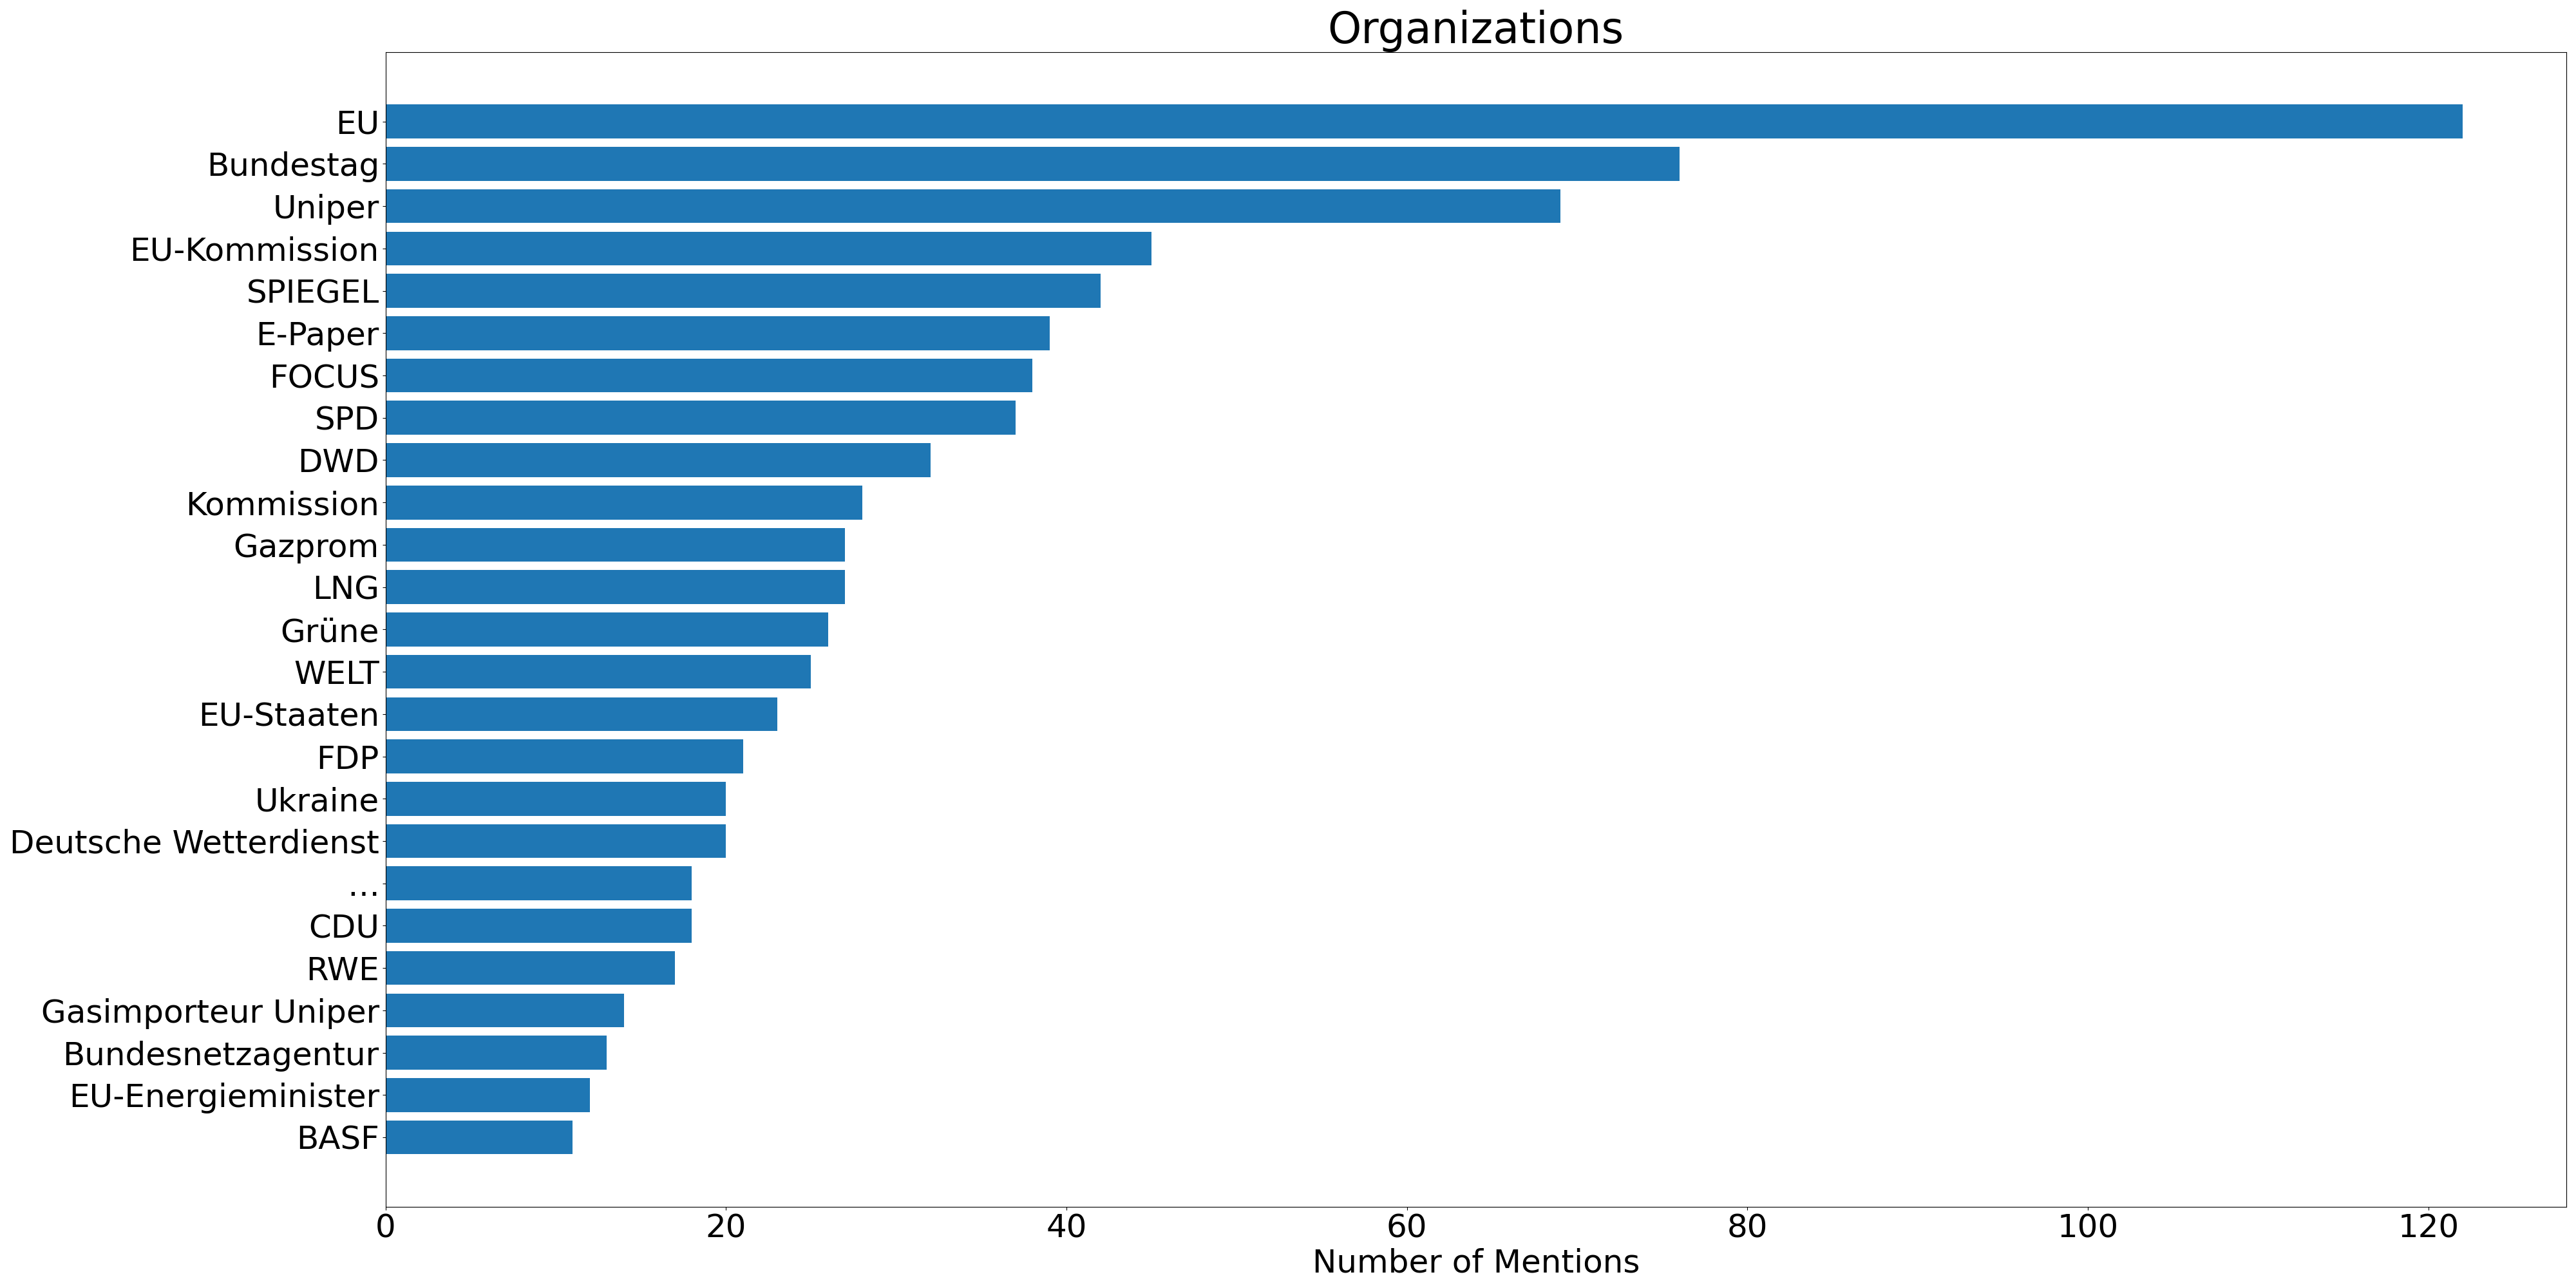 Organizations
EU
Bundestag
Uniper
EU-Kommission
SPIEGEL
E-Paper
FOCUS
SPD
DWD
Kommission
Gazprom
LNG
Grüne
WELT
EU-Staaten
FDP
Ukraine
Deutsche Wetterdienst
...
CDU
RWE
Gasimporteur Uniper
Bundesnetzagentur
EU-Energieminister
BASF
0 20 40 60 80 100 120
Number of Mentions